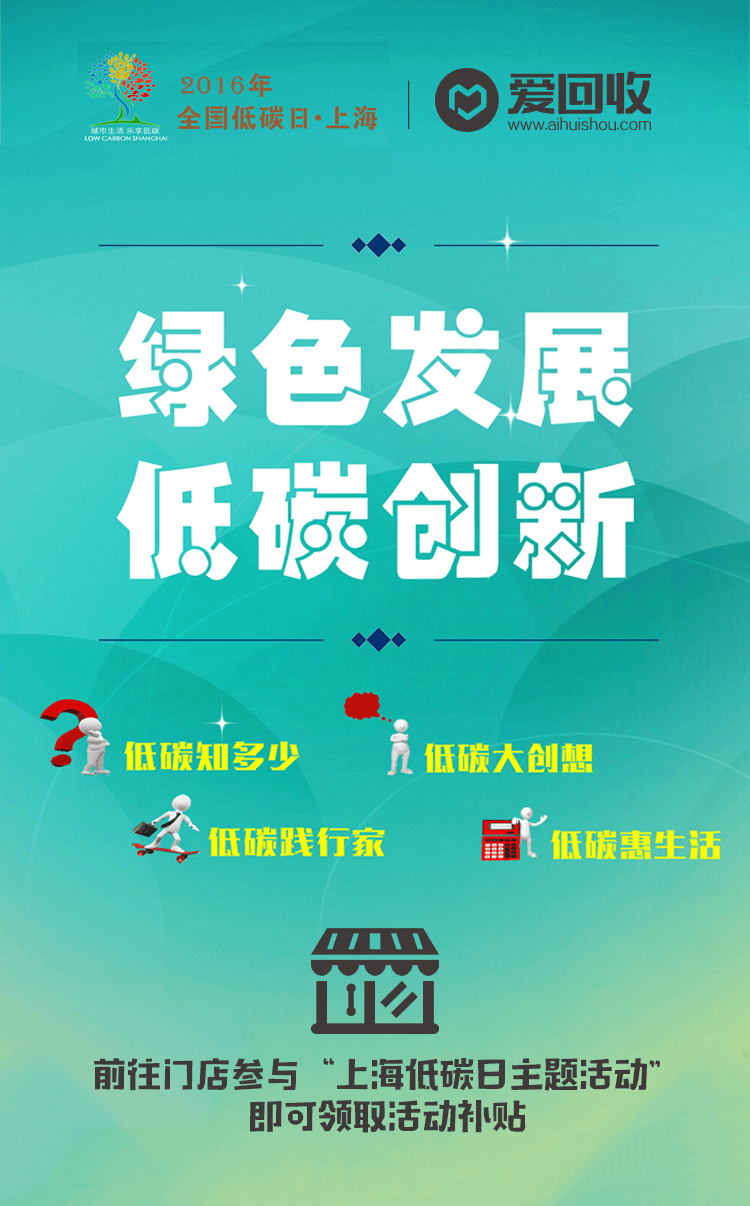 城市生活 乐享低碳
LOW CARBON SHANGHAI
2016年
全国低碳日·上海
爱回收
www.aihuishou.com
绿色发展
低碳创新
低碳知多少
低碳大创想
低碳践行家
低碳惠生活
前往门店参与“上海低碳日主题活动”
即可领取活动补贴